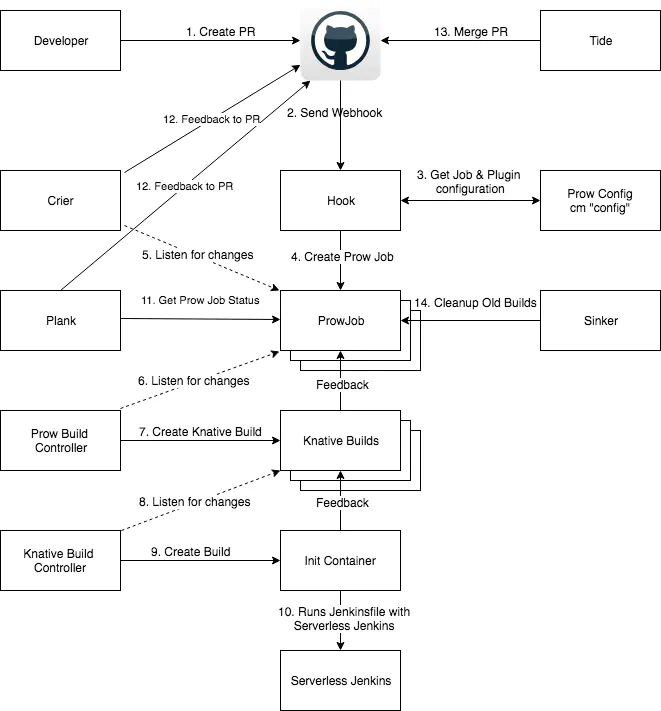 Developer
1. Create PR
13. Merge PR
Tide
2. Send Webhook
12. Feedback to PR
Crier
12. Feedback to PR
Hook
3. Get Job & Plugin
configuration
Prow Config
cm "config"
5. Listen for changes
4. Create Prow Job
Plank
11. Get Prow Job Status
ProwJob
14. Cleanup Old Builds
Sinker
6. Listen for changes
Feedback
Prow Build
Controller
7. Create Knative Build
Knative Builds
8. Listen for changes
Feedback
Knative Build
Controller
9. Create Build
Init Container
10. Runs Jenkinsfile with
Serverless Jenkins
Serverless Jenkins